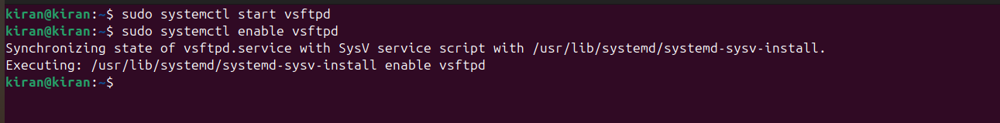 kiran@kiran:~$ sudo systemctl start vsftpd
kiran@kiran:~$ sudo systemctl enable vsftpd
Synchronizing state of vsftpd.service with SysV service script with /usr/lib/systemd/systemd-sysv-install.
Executing: /usr/lib/systemd/systemd-sysv-install enable vsftpd
kiran@kiran:~$